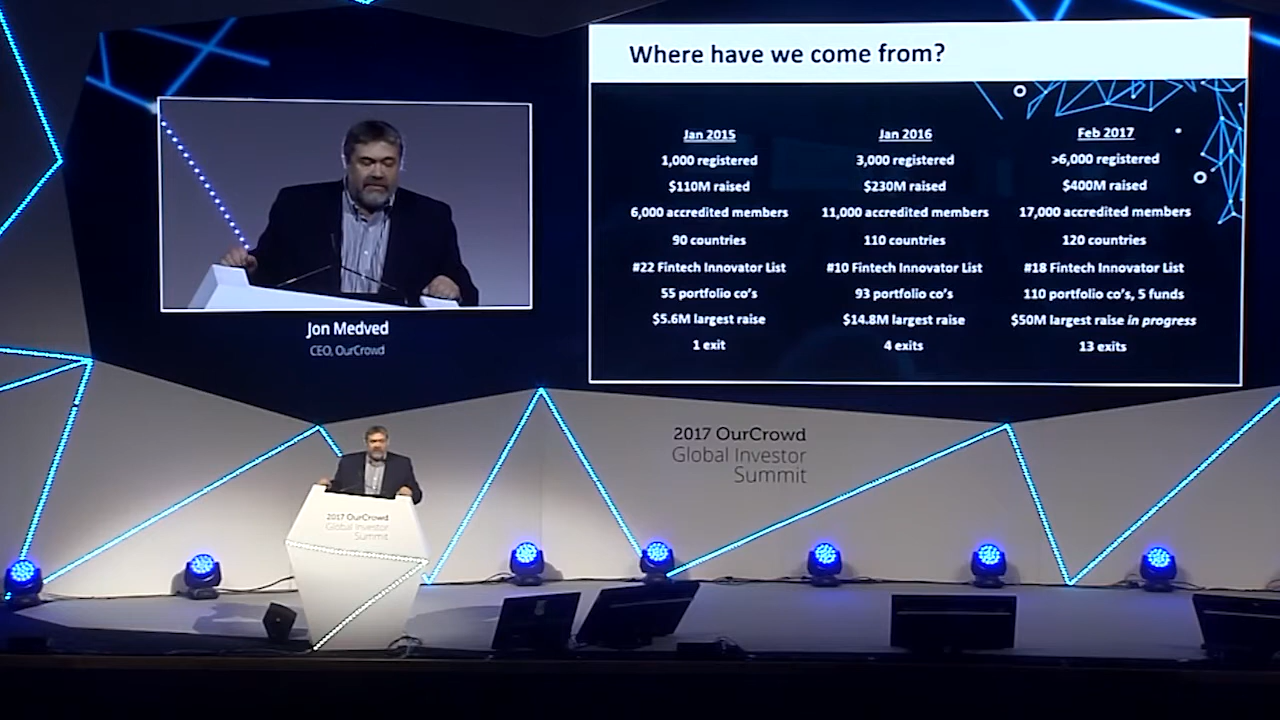 Where have we come from?
Jan 2015
1,000 registered
$110M raised
6,000 accredited members
90 countries
#22 Fintech Innovator List
55 portfolio co's
$5.6M largest raise
1 exit
Jan 2016
3,000 registered
$230M raised
11,000 accredited members
110 countries
#10 Fintech Innovator List
93 portfolio co's
$14.8M largest raise
4 exits
Feb 2017
>6,000 registered
$400M raised
17,000 accredited members
120 countries
#18 Fintech Innovator List
110 portfolio co's, 5 funds
$50M largest raise in progress
13 exits
Jon Medved
CEO, OurCrowd
2017 OurCrowd
Global Investor
Summit
2017 OurCrowd
Global Investor
Summit